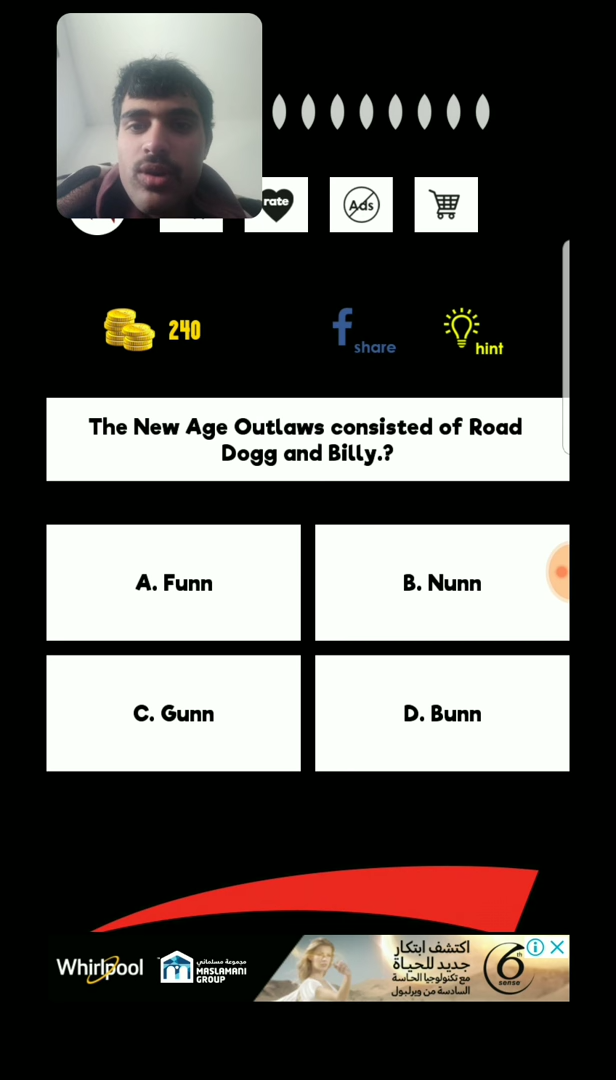 rate
Ads
240
share
hint
The New Age Outlaws consisted of Road
Dogg and Billy.?
A. Funn
B. Nunn
C. Gunn
D. Bunn
Whirlpool
مجموعة مسلماني
MASLAMANI
GROUP
اكتشف ابتكار
جديد للحياة
مع تكنولوجيا الحاسة
السادسة من ويرلبول
6th
sense